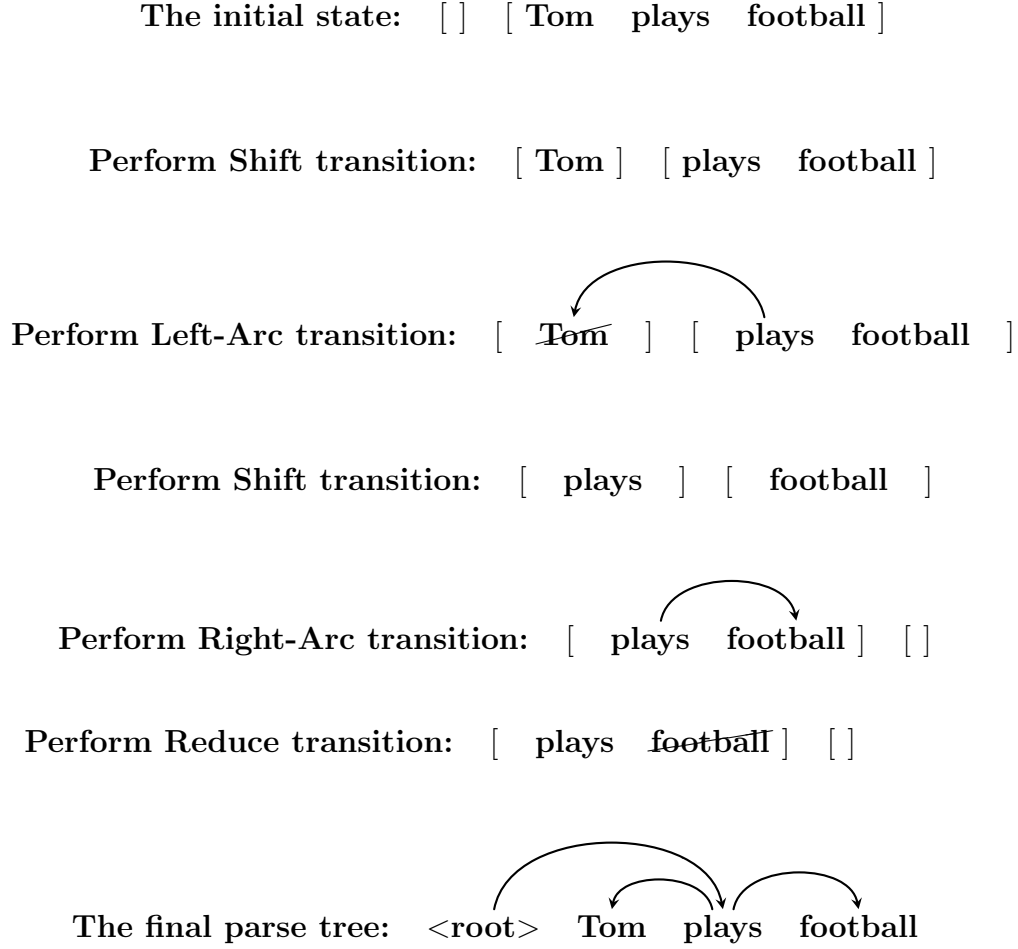 The initial state: [ ] [ Tom plays football ]
Perform Shift transition: [ Tom ] [ plays football ]
Perform Left-Arc transition: [ Tom ] [ plays football ]
Perform Shift transition: [ plays ] [ football ]
Perform Right-Arc transition: [ plays football ] [ ]
Perform Reduce transition: [ plays football ] [ ]
The final parse tree: <root> Tom plays football